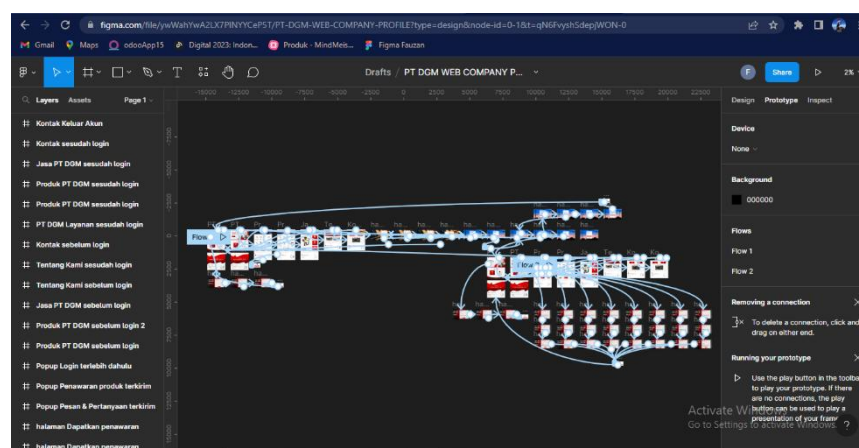 figma.com/file/ywWahYwA2LX7PINYYCeP5T/PT-DGM-WEB-COMPANY-PROFILE?type=design&node-id=0-1&t=qN6FvyshSdepjWON-0
Gmail Maps odooApp15 Digital 2023: Indon... Produk - MindMeis... Figma Fauzan
Drafts / PT DGM WEB COMPANY P...
F Share 2%
Layers Assets Page 1
Design Prototype Inspect
-15000 -12500 -10000 -7500 -5000 -2500 0 2500 5000 7500 10000 12500 15000 17500 20000 22500
Kontak Keluar Akun
Kontak sesudah login
Jasa PT DGM sesudah login
Produk PT DGM sesudah login
Produk PT DGM sesudah login
PT DGM Layanan sesudah login
Kontak sebelum login
Tentang Kami sesudah login
Tentang Kami sebelum login
Jasa PT DGM sebelum login
Produk PT DGM sebelum login 2
Produk PT DGM sebelum login
Popup Login terlebih dahulu
Popup Penawaran produk terkirim
Popup Pesan & Pertanyaan terkirim
halaman Dapatkan penawaran
halaman Dapatkan penawaran
Flow
Flow
Device
None
Background
000000
Flows
Flow 1
Flow 2
Removing a connection
To delete a connection, click and
drag on either end.
Running your prototype
Use the play button in the toolba
to play your prototype. If there
are no connections, the play
button can be used to play a
presentation of your frame
Activate Windows
Go to Settings to activate Windows.
?